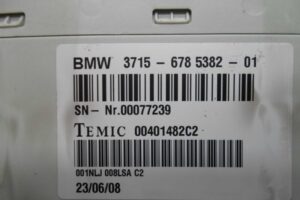 BMW 3715 - 678 5382 - 01
SN - Nr.00077239
TEMIC 00401482C2
001NLJ 008LSA C2
23/06/08